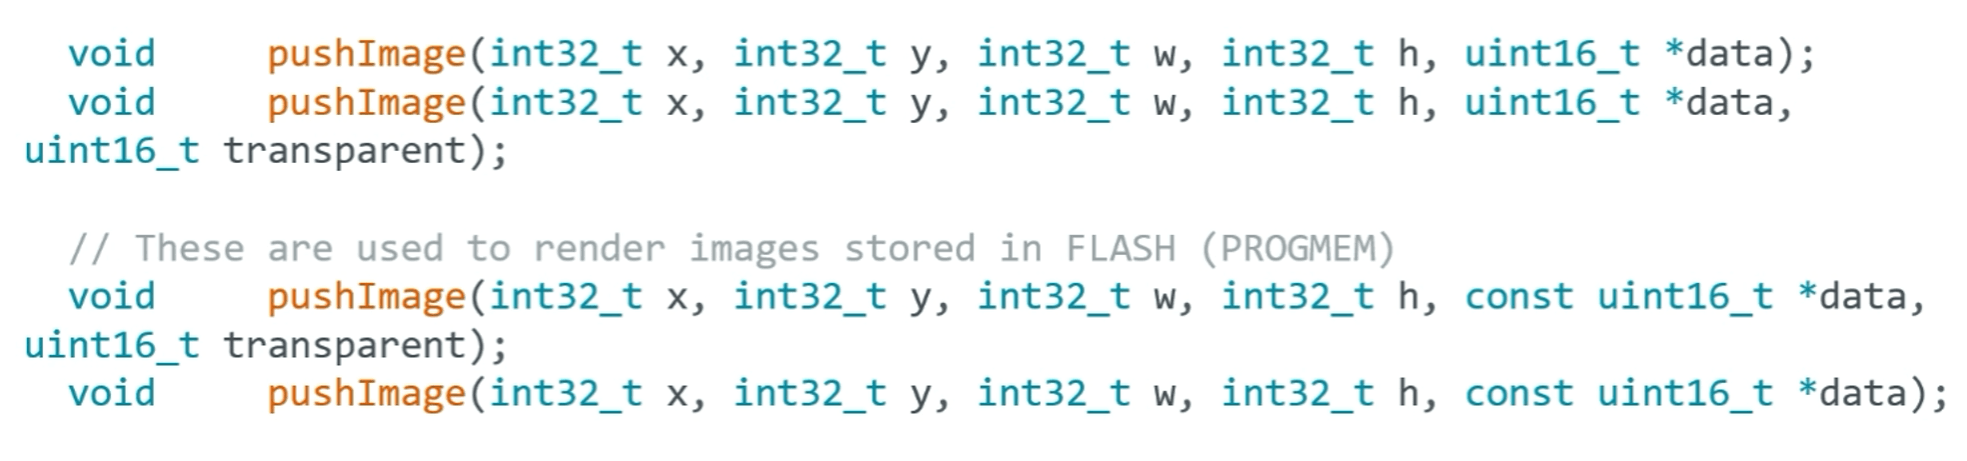 void     pushImage(int32_t x, int32_t y, int32_t w, int32_t h, uint16_t *data);
void     pushImage(int32_t x, int32_t y, int32_t w, int32_t h, uint16_t *data,
uint16_t transparent);
// These are used to render images stored in FLASH (PROGMEM)
void     pushImage(int32_t x, int32_t y, int32_t w, int32_t h, const uint16_t *data,
uint16_t transparent);
void     pushImage(int32_t x, int32_t y, int32_t w, int32_t h, const uint16_t *data);